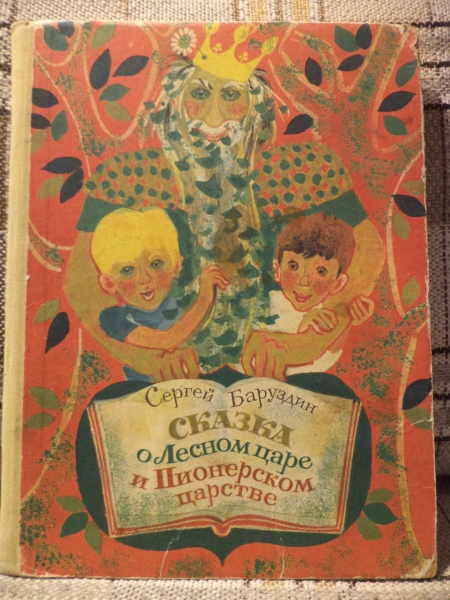 Сергей Баруздин
Сказка
о Лесном царе
и Пионерском
царстве